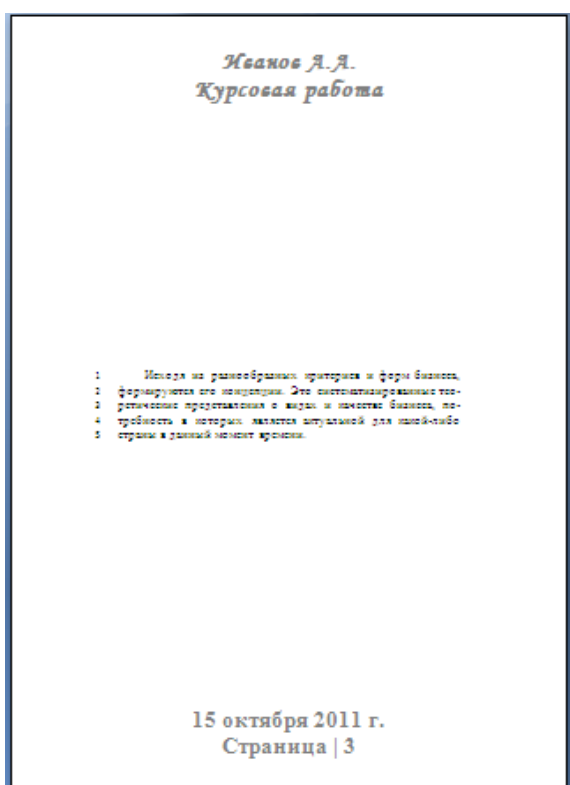 Иванов А.А.
Курсовая работа
1 Исходя из разнообразных критериев и форм бизнеса,
2 формируются его концепции. Это систематизированные тео-
3 ретические представления о видах и качестве бизнеса, по-
4 требность в которых является актуальной для какой-либо
5 страны в данный момент времени.
15 октября 2011 г.
Страница | 3